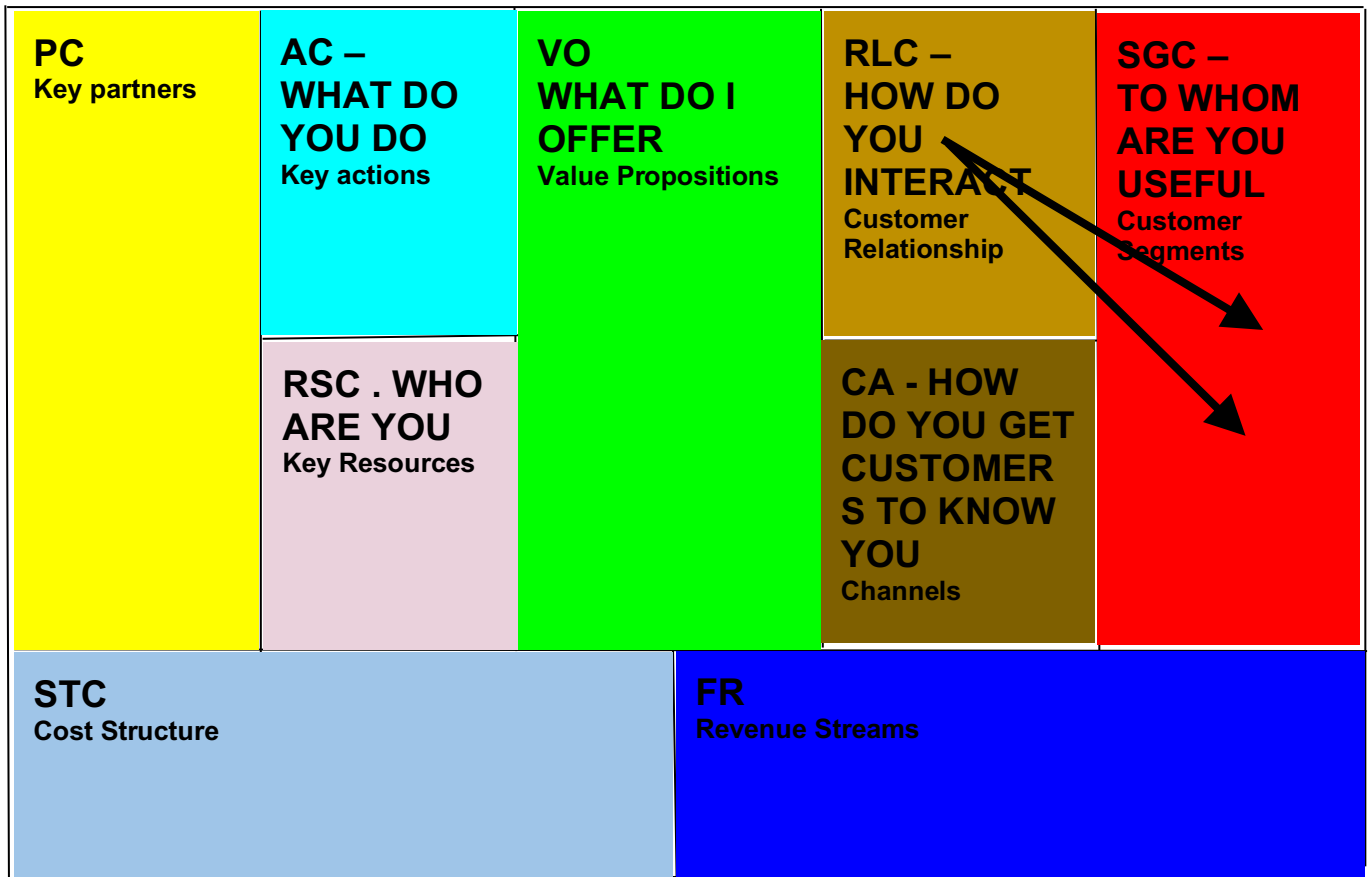 PC
Key partners
AC –
WHAT DO
YOU DO
Key actions
VO
WHAT DO I
OFFER
Value Propositions
RLC –
HOW DO
YOU
INTERACT
Customer
Relationship
SGC –
TO WHOM
ARE YOU
USEFUL
Customer
Segments
RSC . WHO
ARE YOU
Key Resources
CA - HOW
DO YOU GET
CUSTOMER
S TO KNOW
YOU
Channels
STC
Cost Structure
FR
Revenue Streams